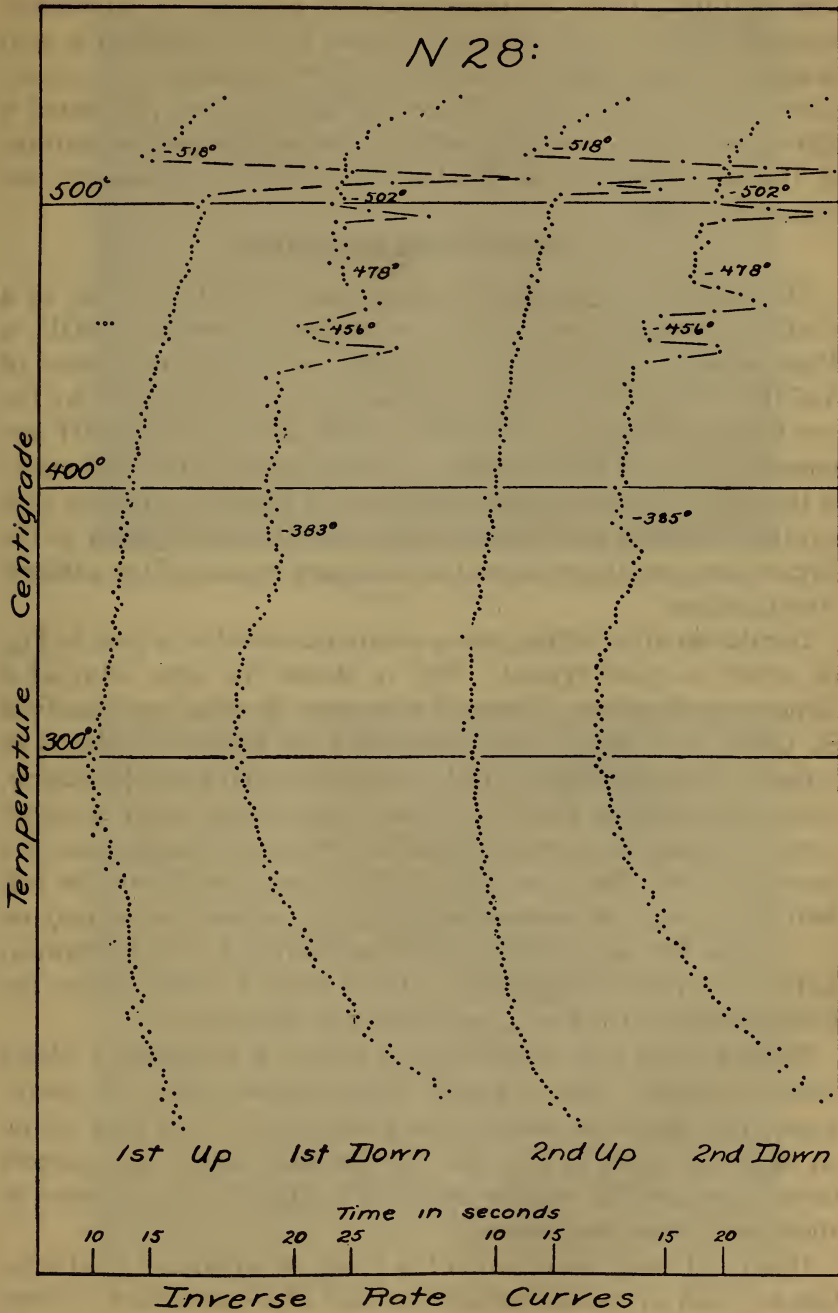 N 28:
-518° -518°
500°
-502° -502°
478° -478°
-456° -456°
400°
-383° -385°
300°
Temperature Centigrade
1st Up 1st Down 2nd Up 2nd Down
Time in seconds
10 15 20 25 10 15 15 20
Inverse Rate Curves